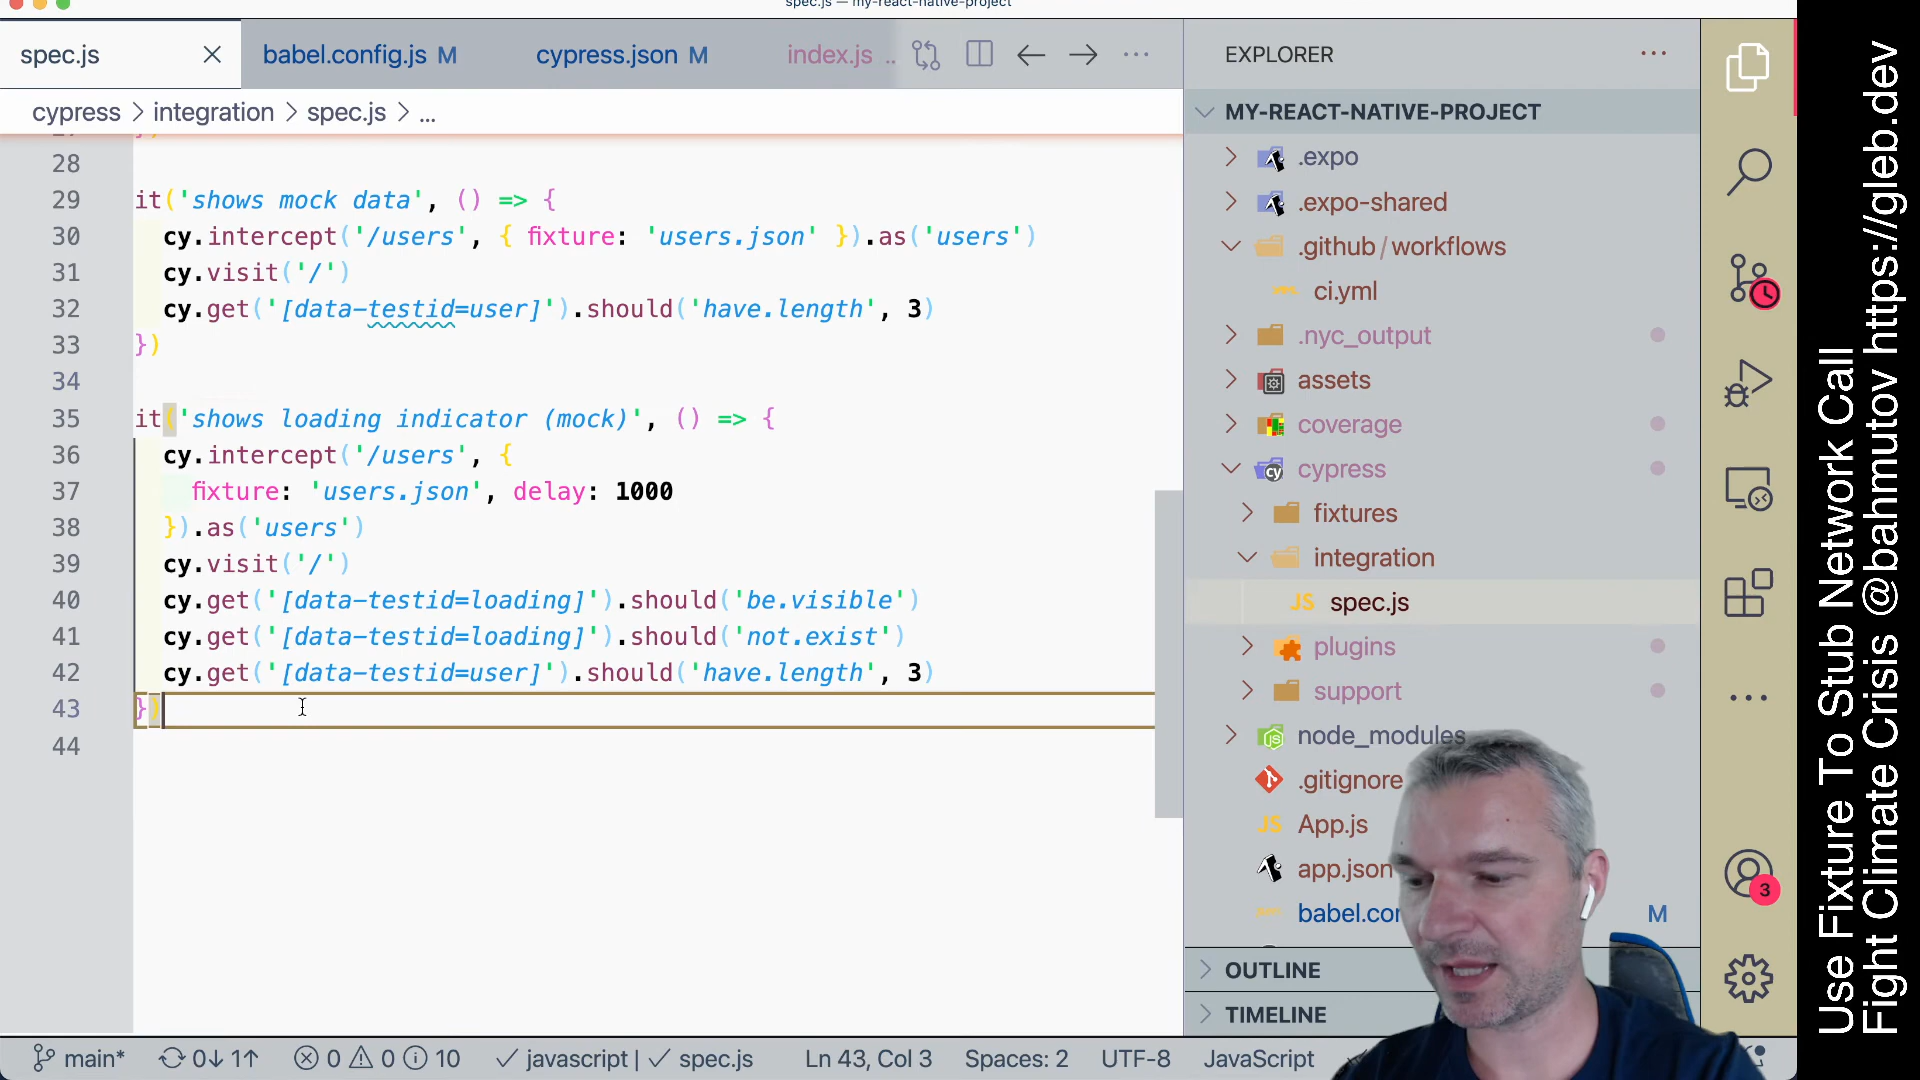 spec.js — my-react-native-project
spec.js
babel.config.js M
cypress.json M
index.js ..
EXPLORER
cypress > integration > spec.js > ...
28
29 it('shows mock data', () => {
30 cy.intercept('/users', { fixture: 'users.json' }).as('users')
31 cy.visit('/')
32 cy.get('[data-testid=user]').should('have.length', 3)
33 })
34
35 it('shows loading indicator (mock)', () => {
36 cy.intercept('/users', {
37 fixture: 'users.json', delay: 1000
38 }).as('users')
39 cy.visit('/')
40 cy.get('[data-testid=loading]').should('be.visible')
41 cy.get('[data-testid=loading]').should('not.exist')
42 cy.get('[data-testid=user]').should('have.length', 3)
43 })
44
MY-REACT-NATIVE-PROJECT
.expo
.expo-shared
.github/workflows
ci.yml
.nyc_output
assets
coverage
cypress
fixtures
integration
JS spec.js
plugins
support
node_modules
.gitignore
JS App.js
app.json
babel.co
M
OUTLINE
TIMELINE
3
main* 0↓ 1↑ 0 0 10 javascript | spec.js Ln 43, Col 3 Spaces: 2 UTF-8 JavaScript
Use Fixture To Stub Network Call
Fight Climate Crisis @bahmutov https://gleb.dev